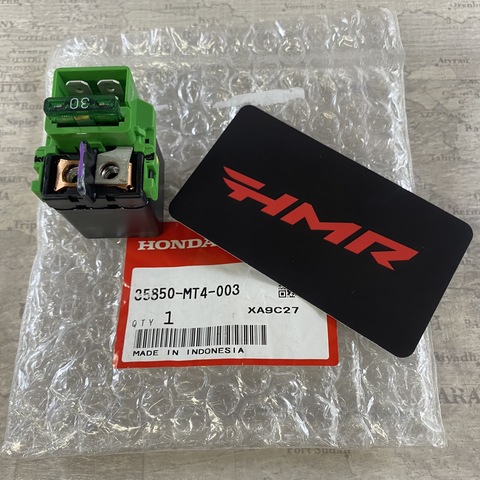 30
HMR
HONDA
35850-MT4-003
XA9C27
QTY 1
MADE IN INDONESIA